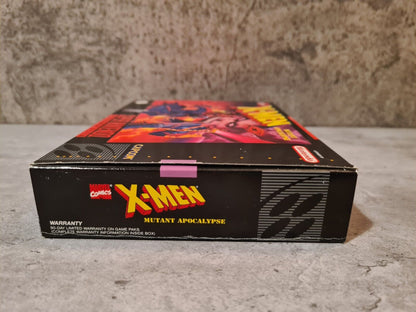 X-MEN
CAPCOM
Nintendo
MARVEL
COMICS
X-MEN
MUTANT APOCALYPSE
WARRANTY
90-DAY LIMITED WARRANTY ON GAME PAKS.
(COMPLETE WARRANTY INFORMATION INSIDE BOX)